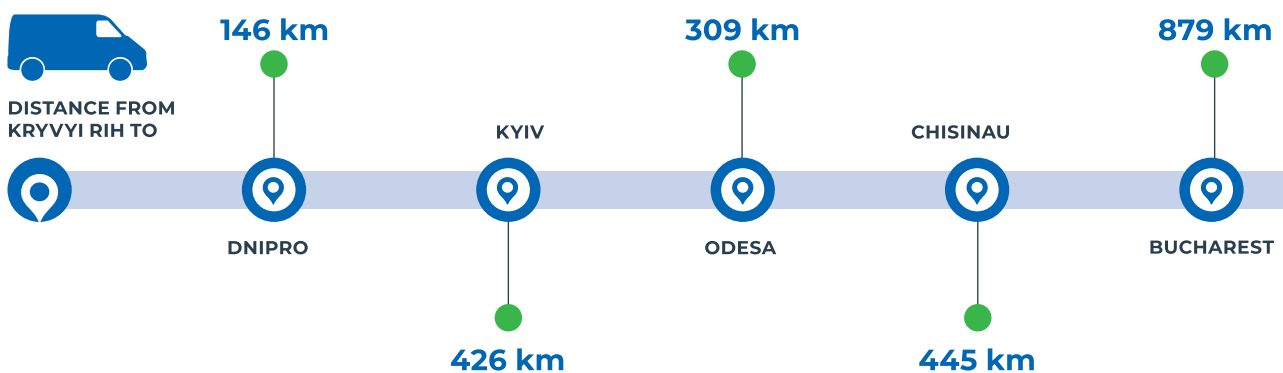 146 km
309 km
879 km
DISTANCE FROM
KRYVYI RIH TO
KYIV
CHISINAU
DNIPRO
ODESA
BUCHAREST
426 km
445 km